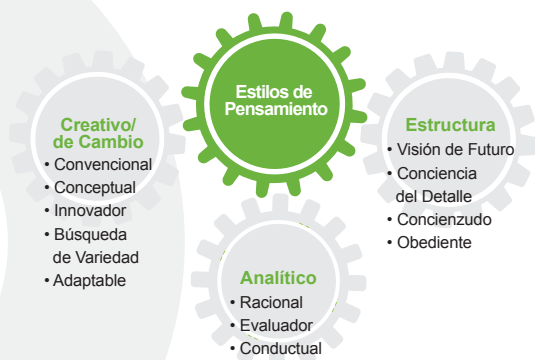 Estilos de
Pensamiento
Creativo/
de Cambio
• Convencional
• Conceptual
• Innovador
• Búsqueda
de Variedad
• Adaptable
Estructura
• Visión de Futuro
• Conciencia
del Detalle
• Concienzudo
• Obediente
Analítico
• Racional
• Evaluador
• Conductual